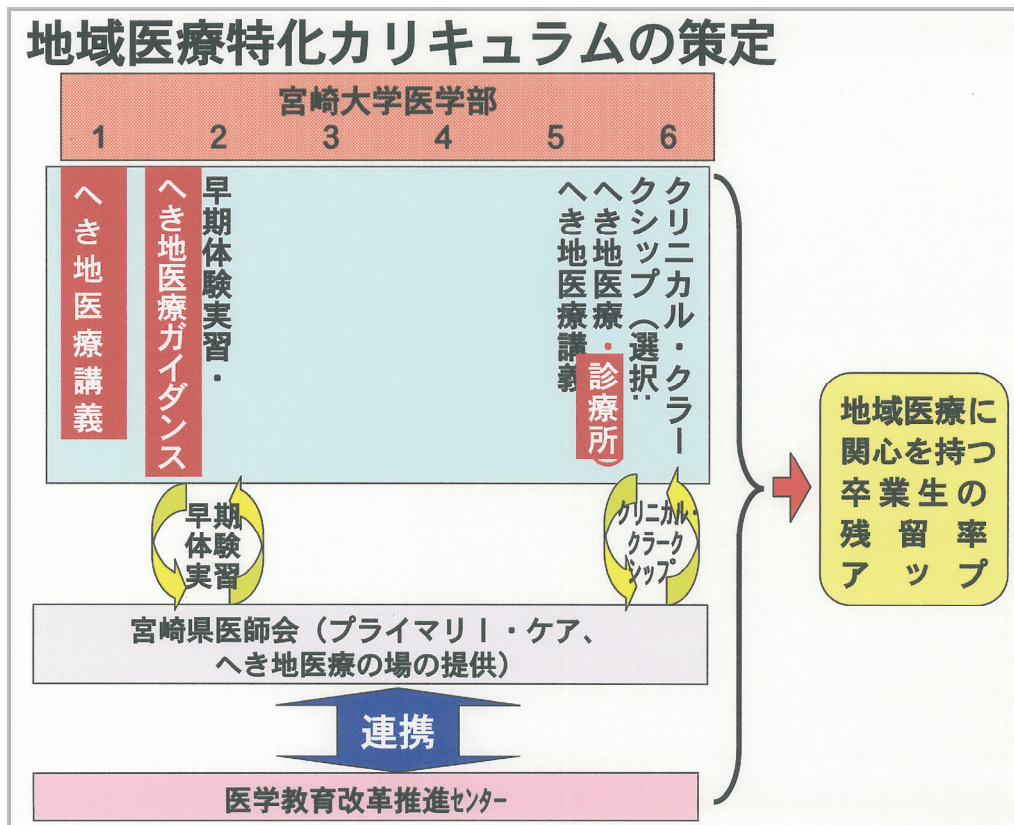 地域医療特化カリキュラムの策定
宮崎大学医学部
1 2 3 4 5 6
へき地医療講義
へき地医療ガイダンス
早期体験実習・
クリニカル・クラー
クシップ（選択:
へき地医療・診療所）
へき地医療講義
早期
体験
実習
クリニカル・
クラーク
シップ
宮崎県医師会（プライマリー・ケア、
へき地医療の場の提供）
連携
医学教育改革推進センター
地域医療に
関心を持つ
卒業生の
残留率
アップ